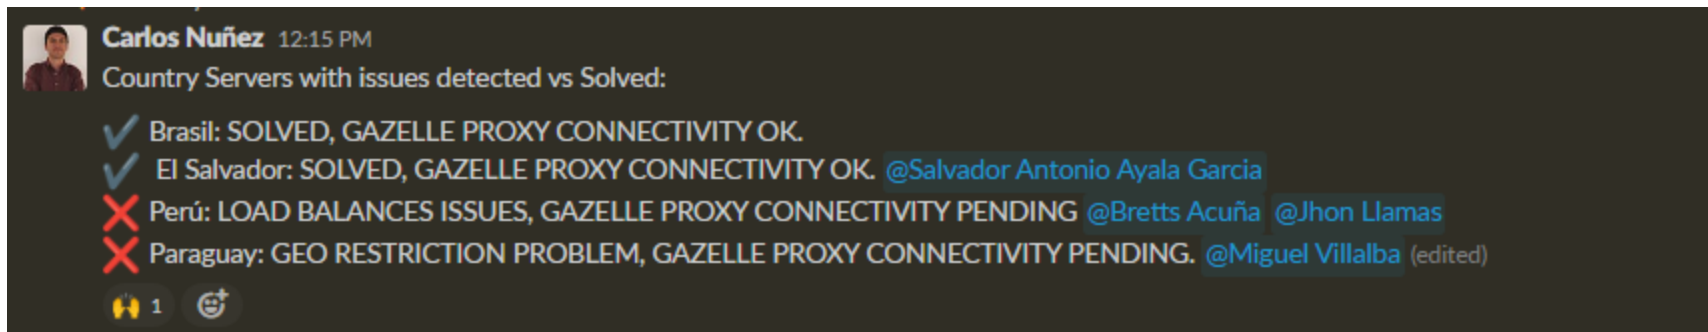 Carlos Nuñez 12:15 PM
Country Servers with issues detected vs Solved:
✔️ Brasil: SOLVED, GAZELLE PROXY CONNECTIVITY OK.
✔️ El Salvador: SOLVED, GAZELLE PROXY CONNECTIVITY OK. @Salvador Antonio Ayala Garcia
❌ Perú: LOAD BALANCES ISSUES, GAZELLE PROXY CONNECTIVITY PENDING @Bretts Acuña @Jhon Llamas
❌ Paraguay: GEO RESTRICTION PROBLEM, GAZELLE PROXY CONNECTIVITY PENDING. @Miguel Villalba (edited)
🙌 1